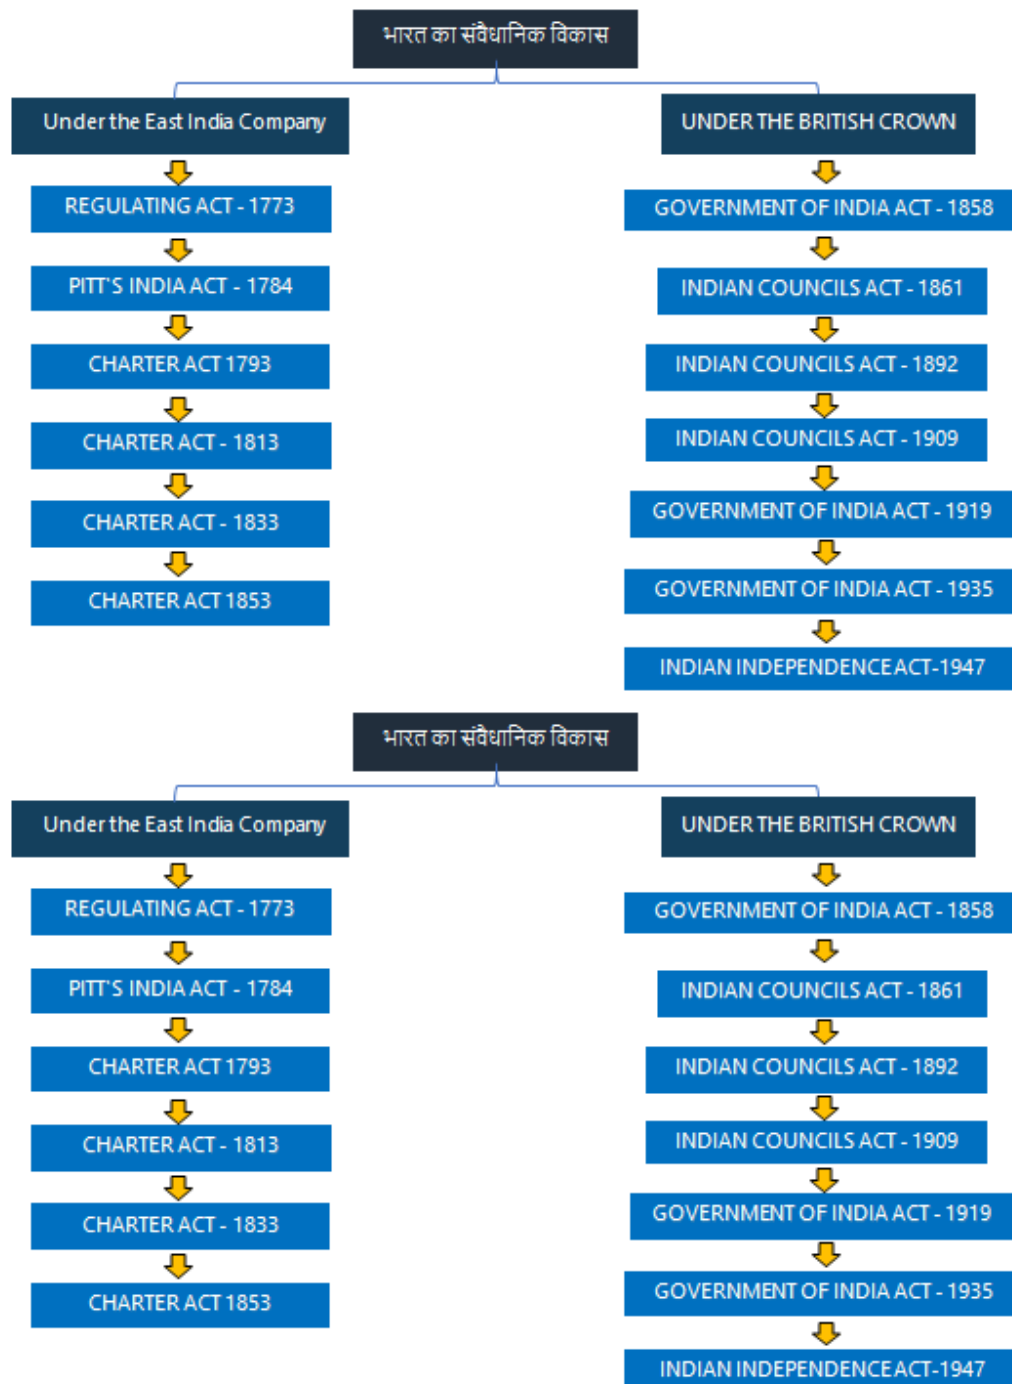 भारत का संवैधानिक विकास
Under the East India Company
REGULATING ACT - 1773
PITT'S INDIA ACT - 1784
CHARTER ACT 1793
CHARTER ACT - 1813
CHARTER ACT - 1833
CHARTER ACT 1853
UNDER THE BRITISH CROWN
GOVERNMENT OF INDIA ACT - 1858
INDIAN COUNCILS ACT - 1861
INDIAN COUNCILS ACT - 1892
INDIAN COUNCILS ACT - 1909
GOVERNMENT OF INDIA ACT - 1919
GOVERNMENT OF INDIA ACT - 1935
INDIAN INDEPENDENCE ACT-1947
भारत का संवैधानिक विकास
Under the East India Company
REGULATING ACT - 1773
PITT'S INDIA ACT - 1784
CHARTER ACT 1793
CHARTER ACT - 1813
CHARTER ACT - 1833
CHARTER ACT 1853
UNDER THE BRITISH CROWN
GOVERNMENT OF INDIA ACT - 1858
INDIAN COUNCILS ACT - 1861
INDIAN COUNCILS ACT - 1892
INDIAN COUNCILS ACT - 1909
GOVERNMENT OF INDIA ACT - 1919
GOVERNMENT OF INDIA ACT - 1935
INDIAN INDEPENDENCE ACT-1947